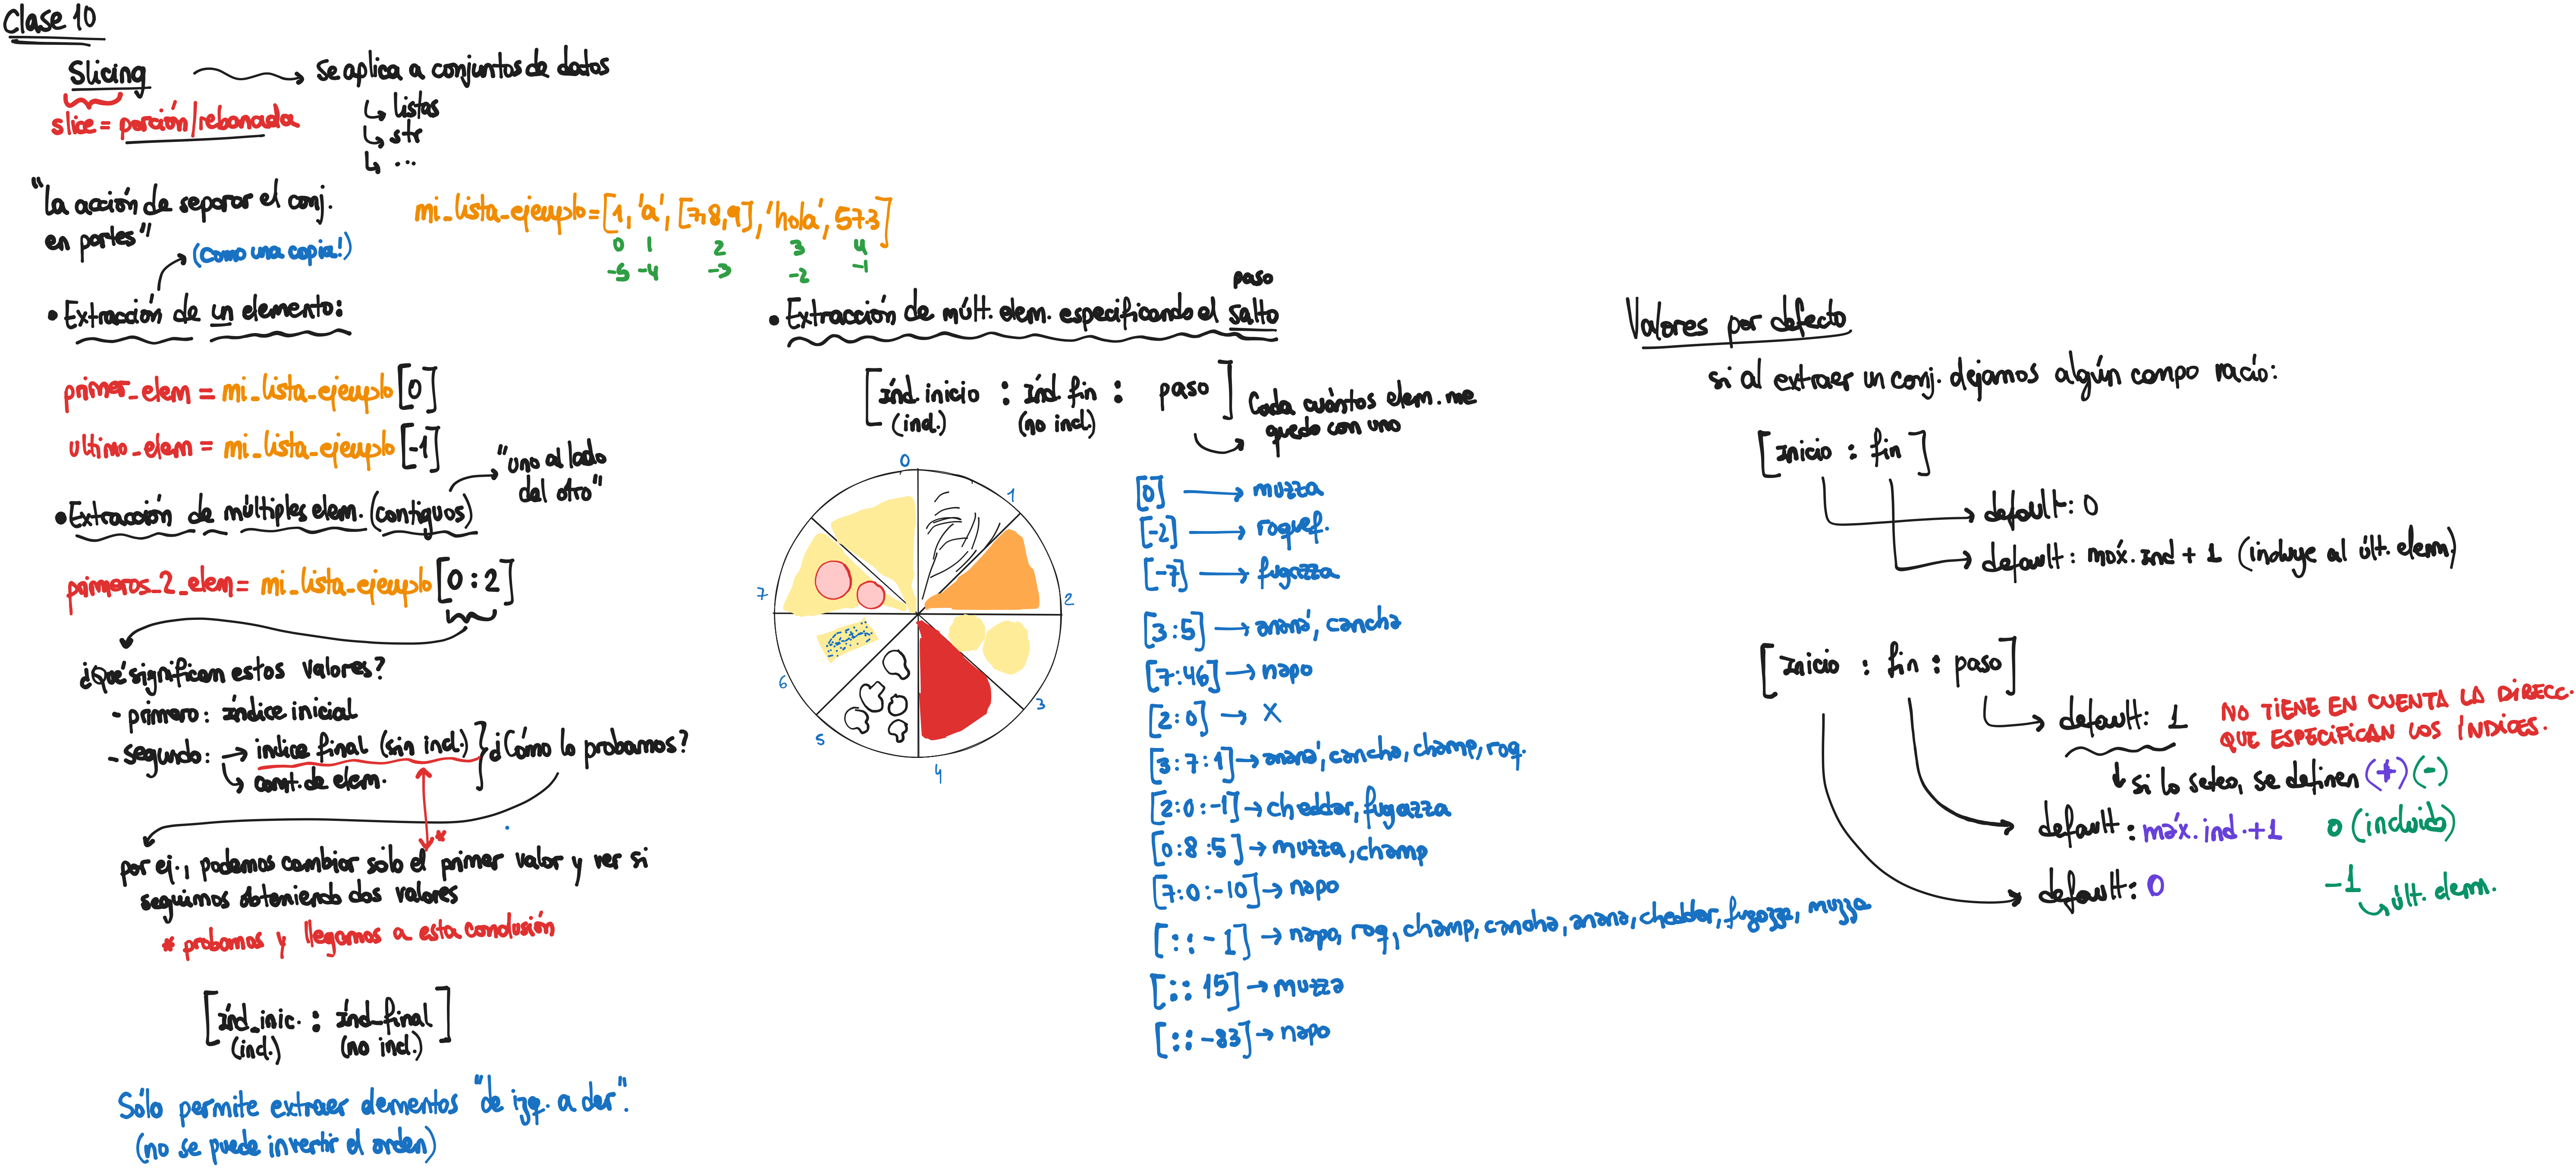 Clase 10
Slicing
Se aplica a conjuntos de datos
listas
str
...
slice = porción/rebanada
"la acción de separar el conj.
en partes"
(como una copia!)
mi_lista_ejemplo = [1, 'a', [7,8,9], 'hola', 57.3]
0 1 2 3 4
-5 -4 -3 -2 -1
• Extracción de un elemento:
primer_elem = mi_lista_ejemplo [0]
ultimo_elem = mi_lista_ejemplo [-1]
"uno al lado
del otro"
• Extracción de múltiples elem. (contiguos)
primeros_2_elem = mi_lista_ejemplo [0 : 2]
¿Qué significan estos valores?
- primero: índice inicial
- segundo: → índice final (sin incl.)
cant. de elem.
¿Cómo lo probamos?
*
por ej., podemos cambiar solo el primer valor y ver si
seguimos obteniendo dos valores
* probamos y llegamos a esta conclusión
[índ_inic. : índ_final]
(incl.) (no incl.)
Sólo permite extraer elementos "de izq. a der".
(no se puede invertir el orden)
paso
• Extracción de múlt. elem. especificando el salto
[índ. inicio : índ. fin : paso]
(incl.) (no incl.)
Cada cuántos elem. me
quedo con uno
0
1
2
3
4
5
6
7
[0] → muzza
[-2] → roquef.
[-7] → fugazza
[3:5] → ananá, cancha
[7:46] → napo
[2:0] → X
[3:7:1] → ananá, cancha, champ, roq.
[2:0:-1] → cheddar, fugazza
[0:8:5] → muzza, champ
[7:0:-10] → napo
[::-1] → napo, roq, champ, cancha, anana, cheddar, fugazza, muzza
[:: 15] → muzza
[:: -83] → napo
Valores por defecto
si al extraer un conj. dejamos algún campo vacío:
[Inicio : fin]
default: 0
default: máx. ind + 1 (incluye al últ. elem.)
[Inicio : fin : paso]
default: 1
NO TIENE EN CUENTA LA DIRECC.
QUE ESPECIFICAN LOS ÍNDICES.
si lo seteo, se definen (+) (-)
default: máx. ind. + 1 0 (incluido)
default: 0 -1
últ. elem.